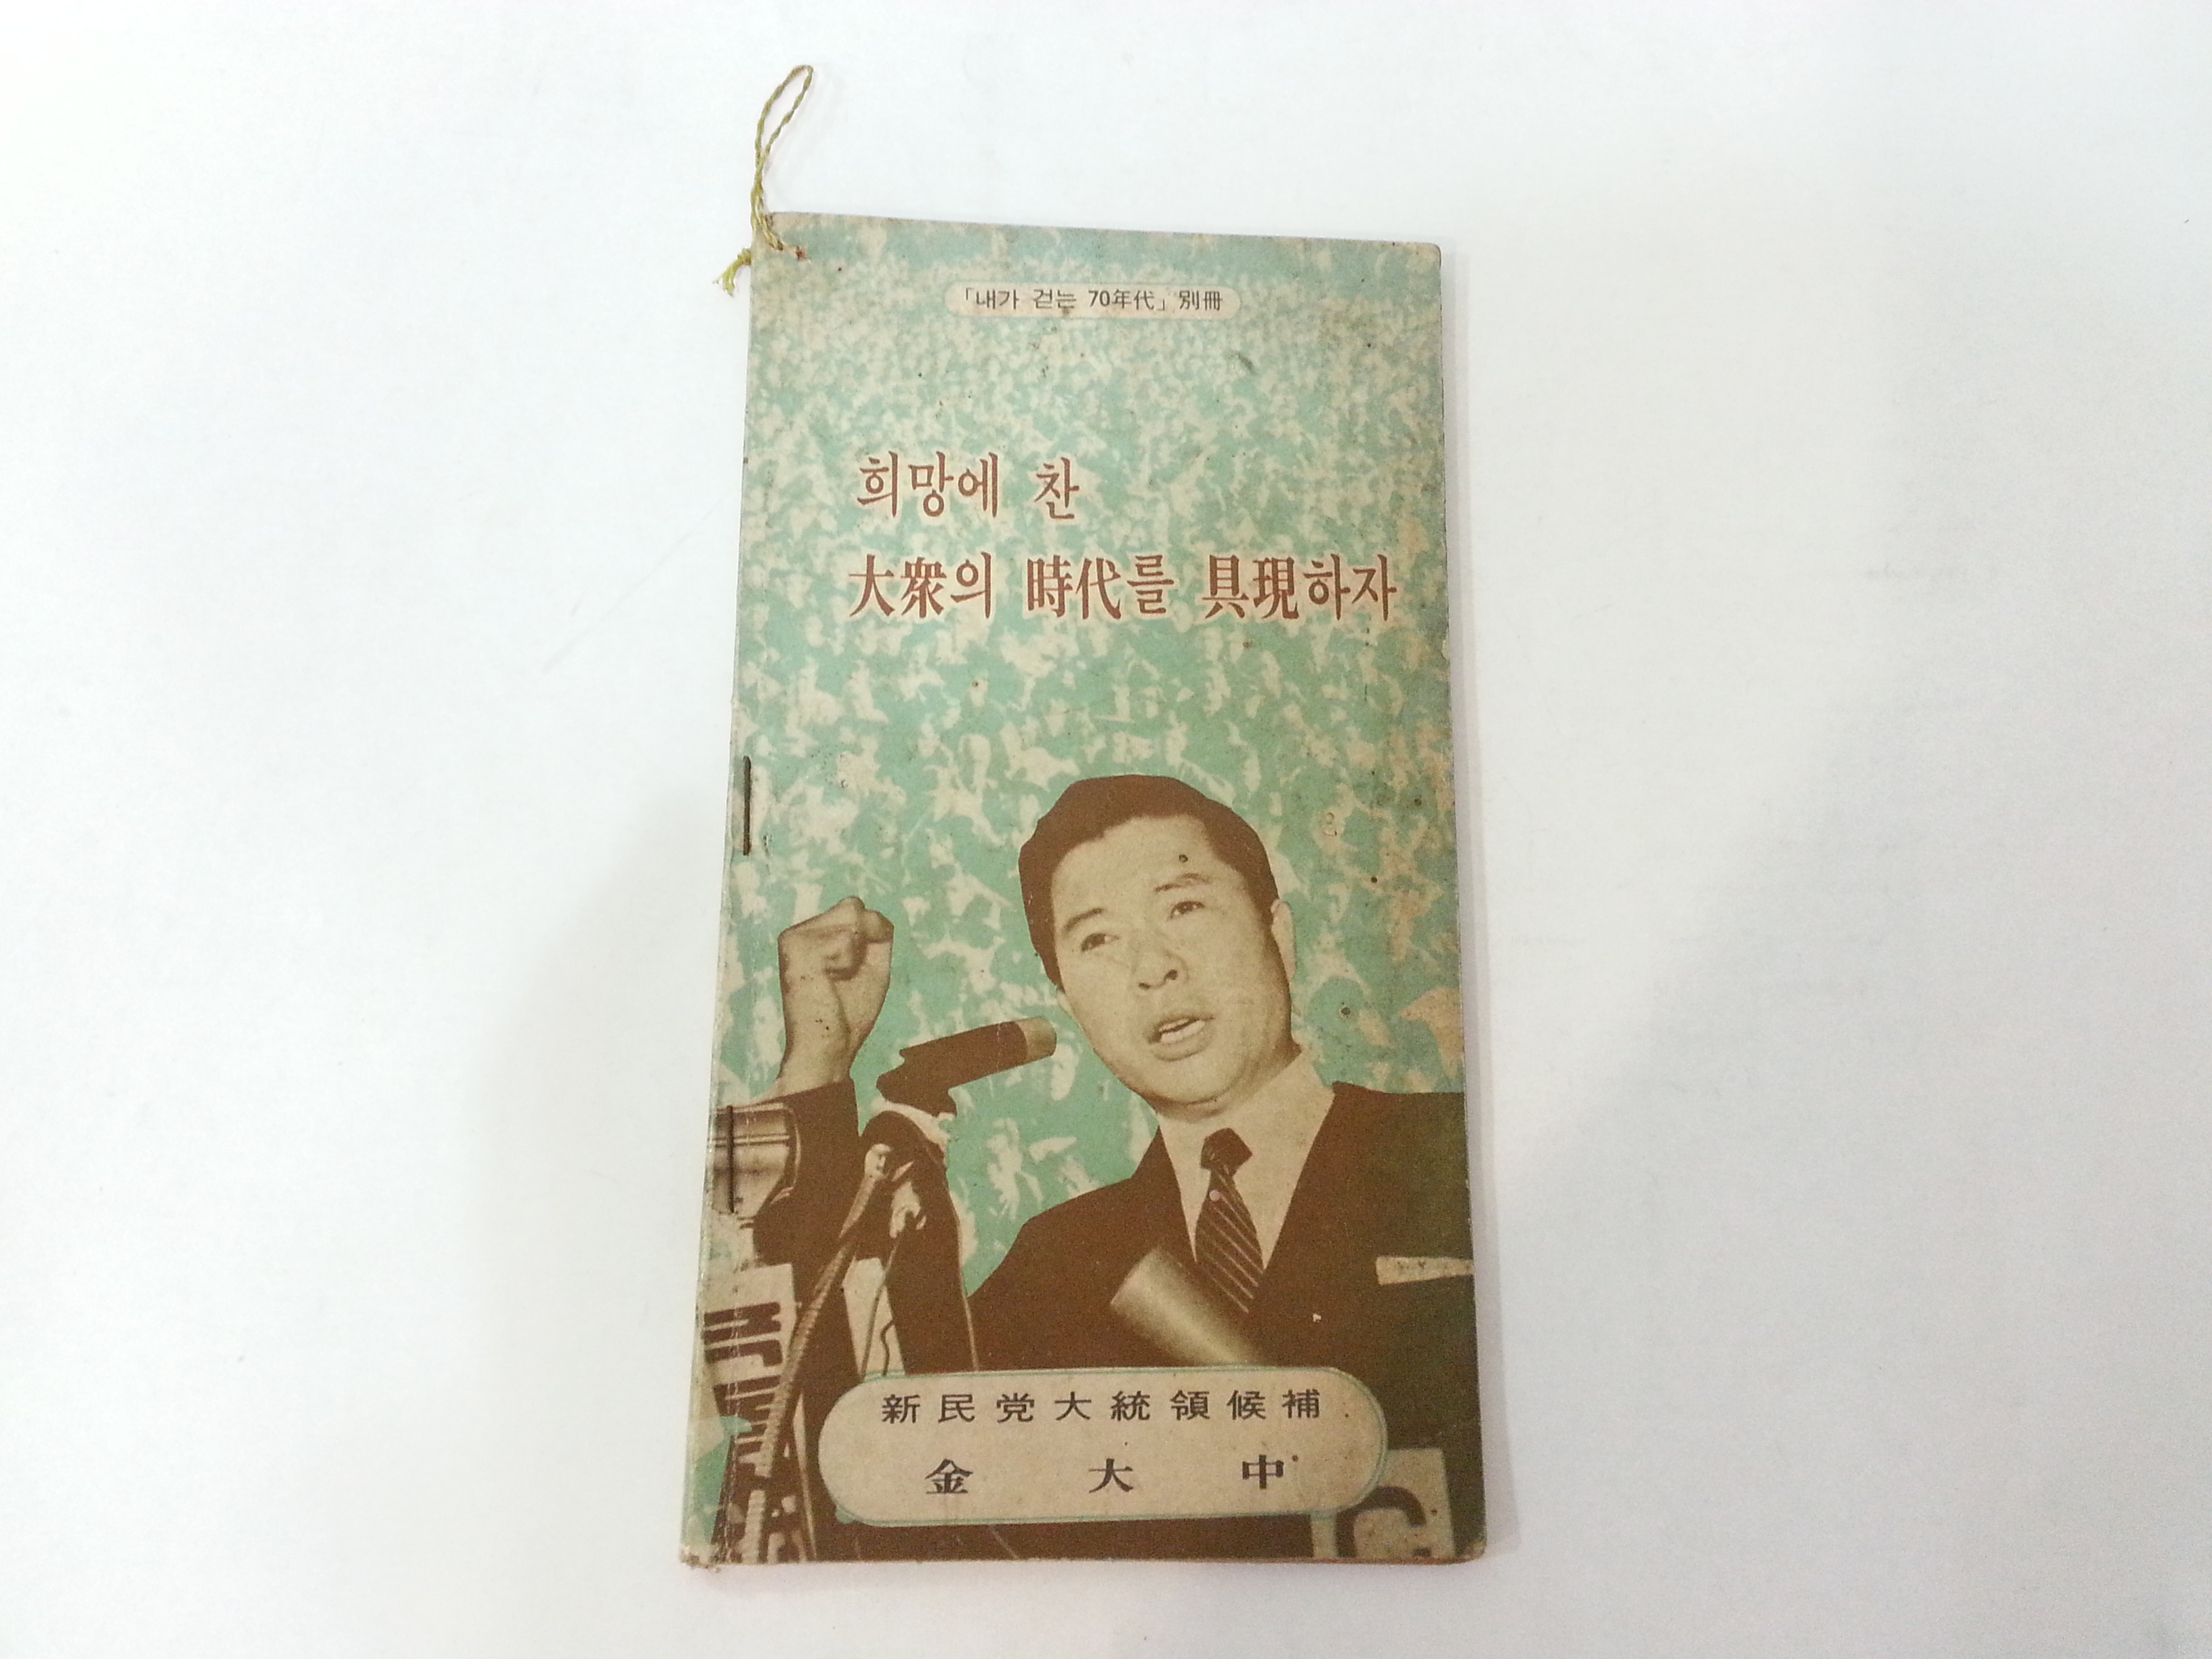 「내가 걷는 70年代」 別冊
희망에 찬
大衆의 時代를 具現하자
新民党大統領候補
金大中